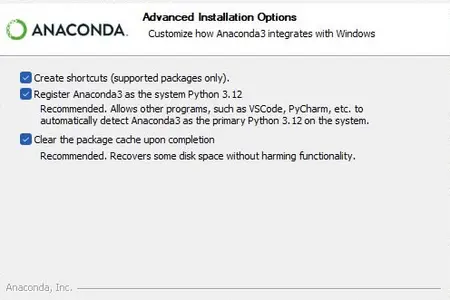 ANACONDA.
Advanced Installation Options
Customize how Anaconda3 integrates with Windows
Create shortcuts (supported packages only).
Register Anaconda3 as the system Python 3.12
Recommended. Allows other programs, such as VSCode, PyCharm, etc. to
automatically detect Anaconda3 as the primary Python 3.12 on the system.
Clear the package cache upon completion
Recommended. Recovers some disk space without harming functionality.
Anaconda, Inc.